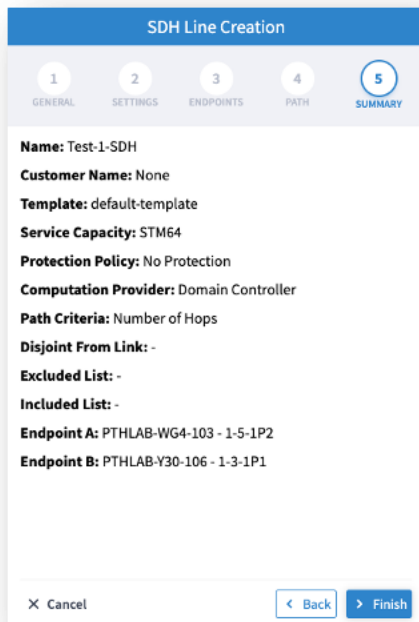 SDH Line Creation
1 2 3 4 5
GENERAL SETTINGS ENDPOINTS PATH SUMMARY
Name: Test-1-SDH
Customer Name: None
Template: default-template
Service Capacity: STM64
Protection Policy: No Protection
Computation Provider: Domain Controller
Path Criteria: Number of Hops
Disjoint From Link: -
Excluded List: -
Included List: -
Endpoint A: PTHLAB-WG4-103 - 1-5-1P2
Endpoint B: PTHLAB-Y30-106 - 1-3-1P1
× Cancel < Back > Finish